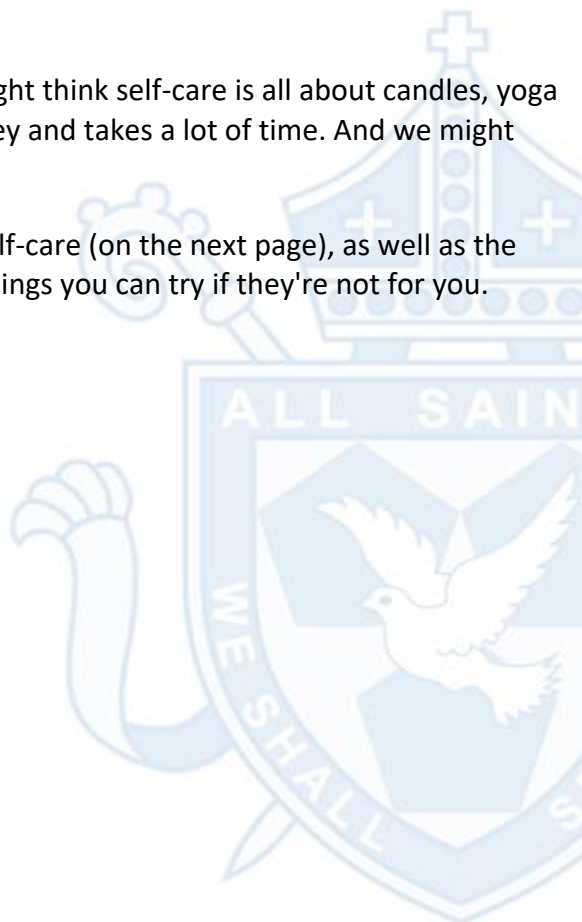 ght think self-care is all about candles, yoga
ey and takes a lot of time. And we might
lf-care (on the next page), as well as the
ings you can try if they're not for you.
ALL SAIN
WE SHALL